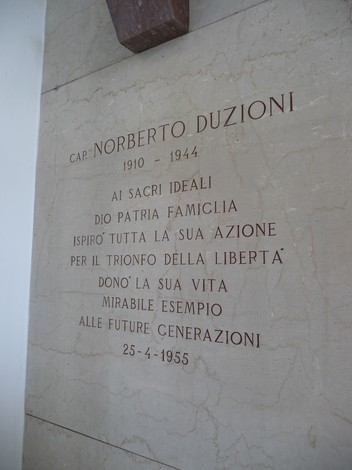 CAP. NORBERTO DUZIONI
1910 - 1944
AI SACRI IDEALI
DIO PATRIA FAMIGLIA
ISPIRO' TUTTA LA SUA AZIONE
PER IL TRIONFO DELLA LIBERTA'
DONO' LA SUA VITA
MIRABILE ESEMPIO
ALLE FUTURE GENERAZIONI
25-4-1955